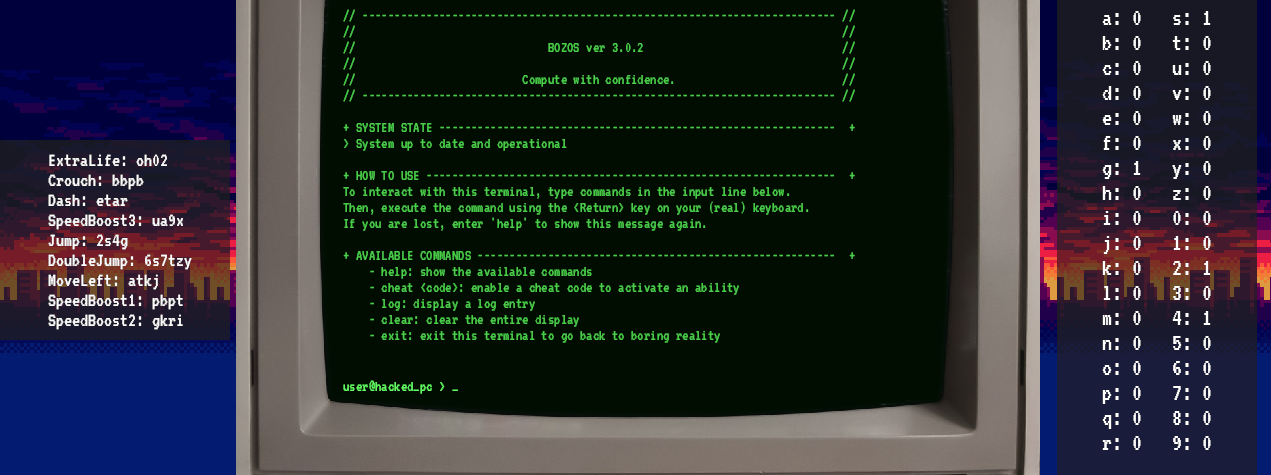 ExtraLife: oh02
Crouch: bbpb
Dash: etar
SpeedBoost3: ua9x
Jump: 2s4g
DoubleJump: 6s7tzy
MoveLeft: atkj
SpeedBoost1: pbpt
SpeedBoost2: gkri
// ------------------------------------------------------------------------- //
// //
// BOZOS ver 3.0.2 //
// //
// Compute with confidence. //
// ------------------------------------------------------------------------- //
+ SYSTEM STATE ------------------------------------------------------------- +
> System up to date and operational
+ HOW TO USE --------------------------------------------------------------- +
To interact with this terminal, type commands in the input line below.
Then, execute the command using the <Return> key on your (real) keyboard.
If you are lost, enter 'help' to show this message again.
+ AVAILABLE COMMANDS ------------------------------------------------------- +
- help: show the available commands
- cheat <code>: enable a cheat code to activate an ability
- log: display a log entry
- clear: clear the entire display
- exit: exit this terminal to go back to boring reality
user@hacked_pc > _
a: 0 s: 1
b: 0 t: 0
c: 0 u: 0
d: 0 v: 0
e: 0 w: 0
f: 0 x: 0
g: 1 y: 0
h: 0 z: 0
i: 0 0: 0
j: 0 1: 0
k: 0 2: 1
l: 0 3: 0
m: 0 4: 1
n: 0 5: 0
o: 0 6: 0
p: 0 7: 0
q: 0 8: 0
r: 0 9: 0